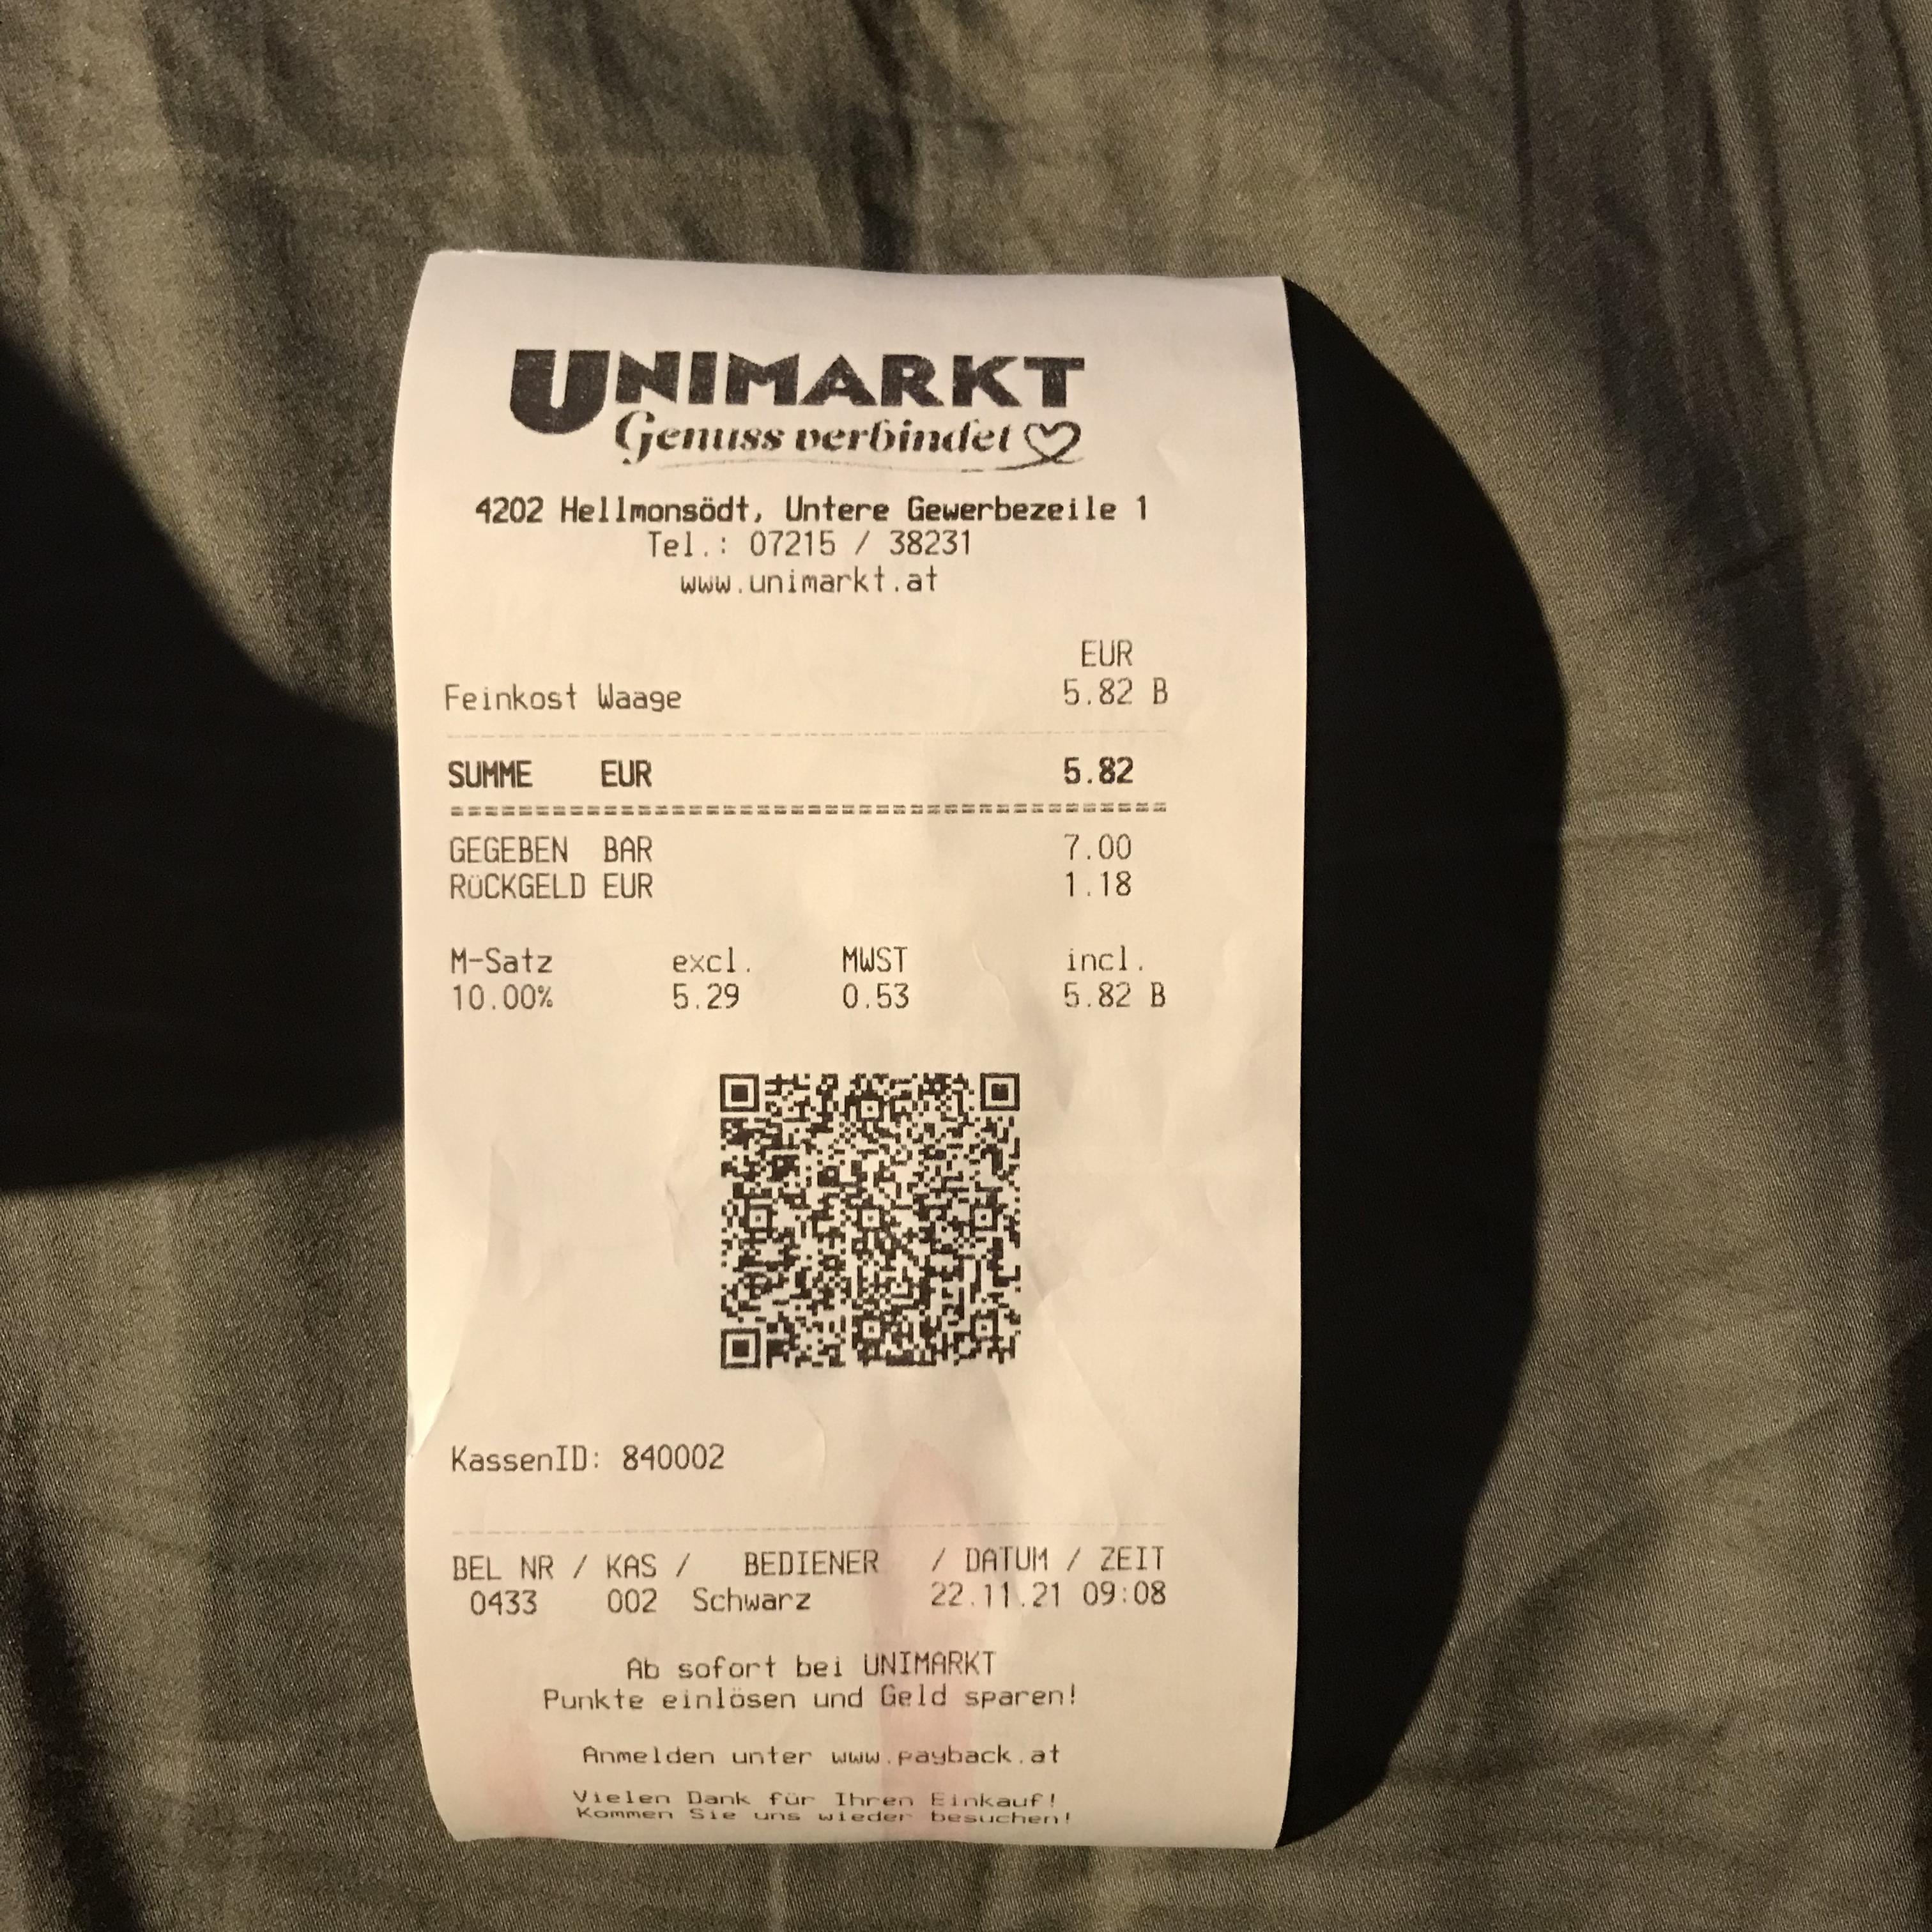 UNIMARKT
Genuss verbindet
4202 Hellmonsödt, Untere Gewerbezeile 1
Tel.: 07215 / 38231
www.unimarkt.at
EUR
Feinkost Waage 5.82 B
SUMME EUR 5.82
GEGEBEN BAR 7.00
RÜCKGELD EUR 1.18
M-Satz excl. MWST incl.
10.00% 5.29 0.53 5.82 B
KassenID: 840002
BEL NR / KAS / BEDIENER / DATUM / ZEIT
0433 002 Schwarz 22.11.21 09:08
Ab sofort bei UNIMARKT
Punkte einlösen und Geld sparen!
Anmelden unter www.payback.at
Vielen Dank für Ihren Einkauf!
Kommen Sie uns wieder besuchen!